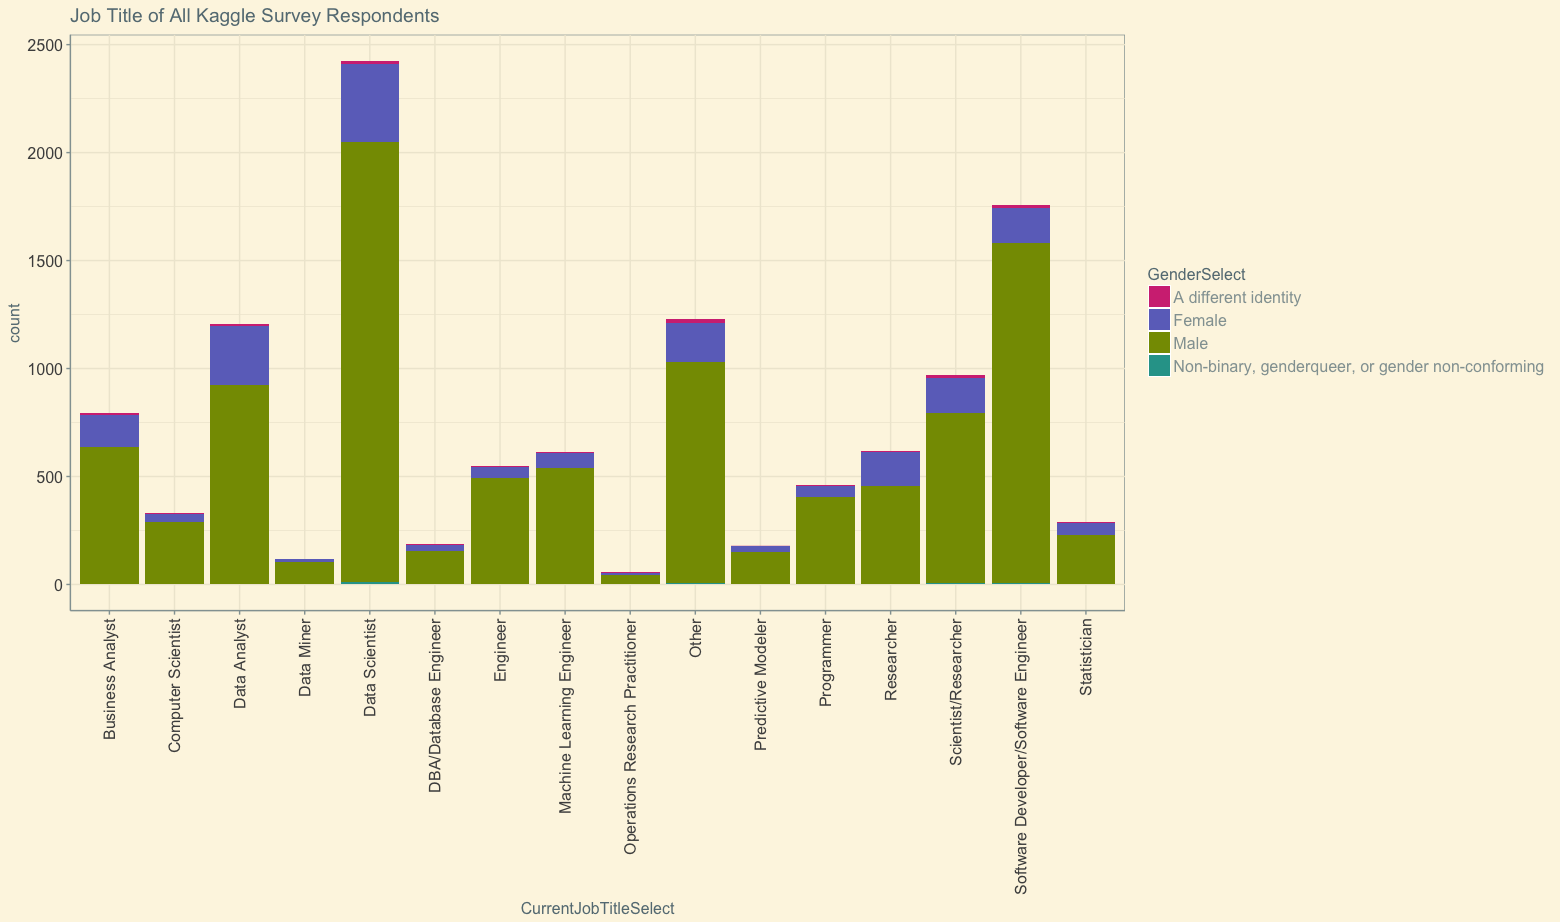 Job Title of All Kaggle Survey Respondents
2500
2000
1500
1000
500
0
count
Business Analyst
Computer Scientist
Data Analyst
Data Miner
Data Scientist
DBA/Database Engineer
Engineer
Machine Learning Engineer
Operations Research Practitioner
Other
Predictive Modeler
Programmer
Researcher
Scientist/Researcher
Software Developer/Software Engineer
Statistician
CurrentJobTitleSelect
GenderSelect
A different identity
Female
Male
Non-binary, genderqueer, or gender non-conforming